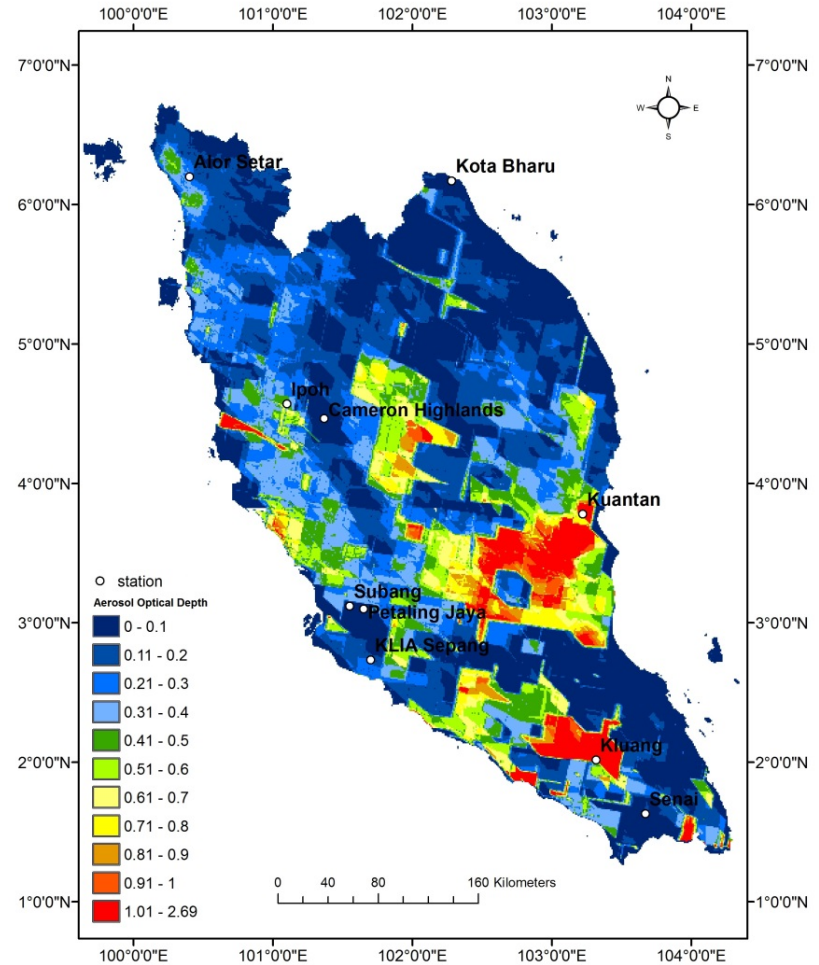 100°0'0"E 101°0'0"E 102°0'0"E 103°0'0"E 104°0'0"E
7°0'0"N 7°0'0"N
N
W E
S
Alor Setar
Kota Bharu
6°0'0"N 6°0'0"N
5°0'0"N 5°0'0"N
Ipoh
Cameron Highlands
4°0'0"N 4°0'0"N
Kuantan
station
Subang
Aerosol Optical Depth
Petaling Jaya
3°0'0"N 3°0'0"N
0 - 0.1
KLIA Sepang
0.11 - 0.2
0.21 - 0.3
0.31 - 0.4
0.41 - 0.5
Kluang
2°0'0"N 2°0'0"N
0.51 - 0.6
Senai
0.61 - 0.7
0.71 - 0.8
0.81 - 0.9
0 40 80 160 Kilometers
0.91 - 1
1°0'0"N 1°0'0"N
1.01 - 2.69
100°0'0"E 101°0'0"E 102°0'0"E 103°0'0"E 104°0'0"E